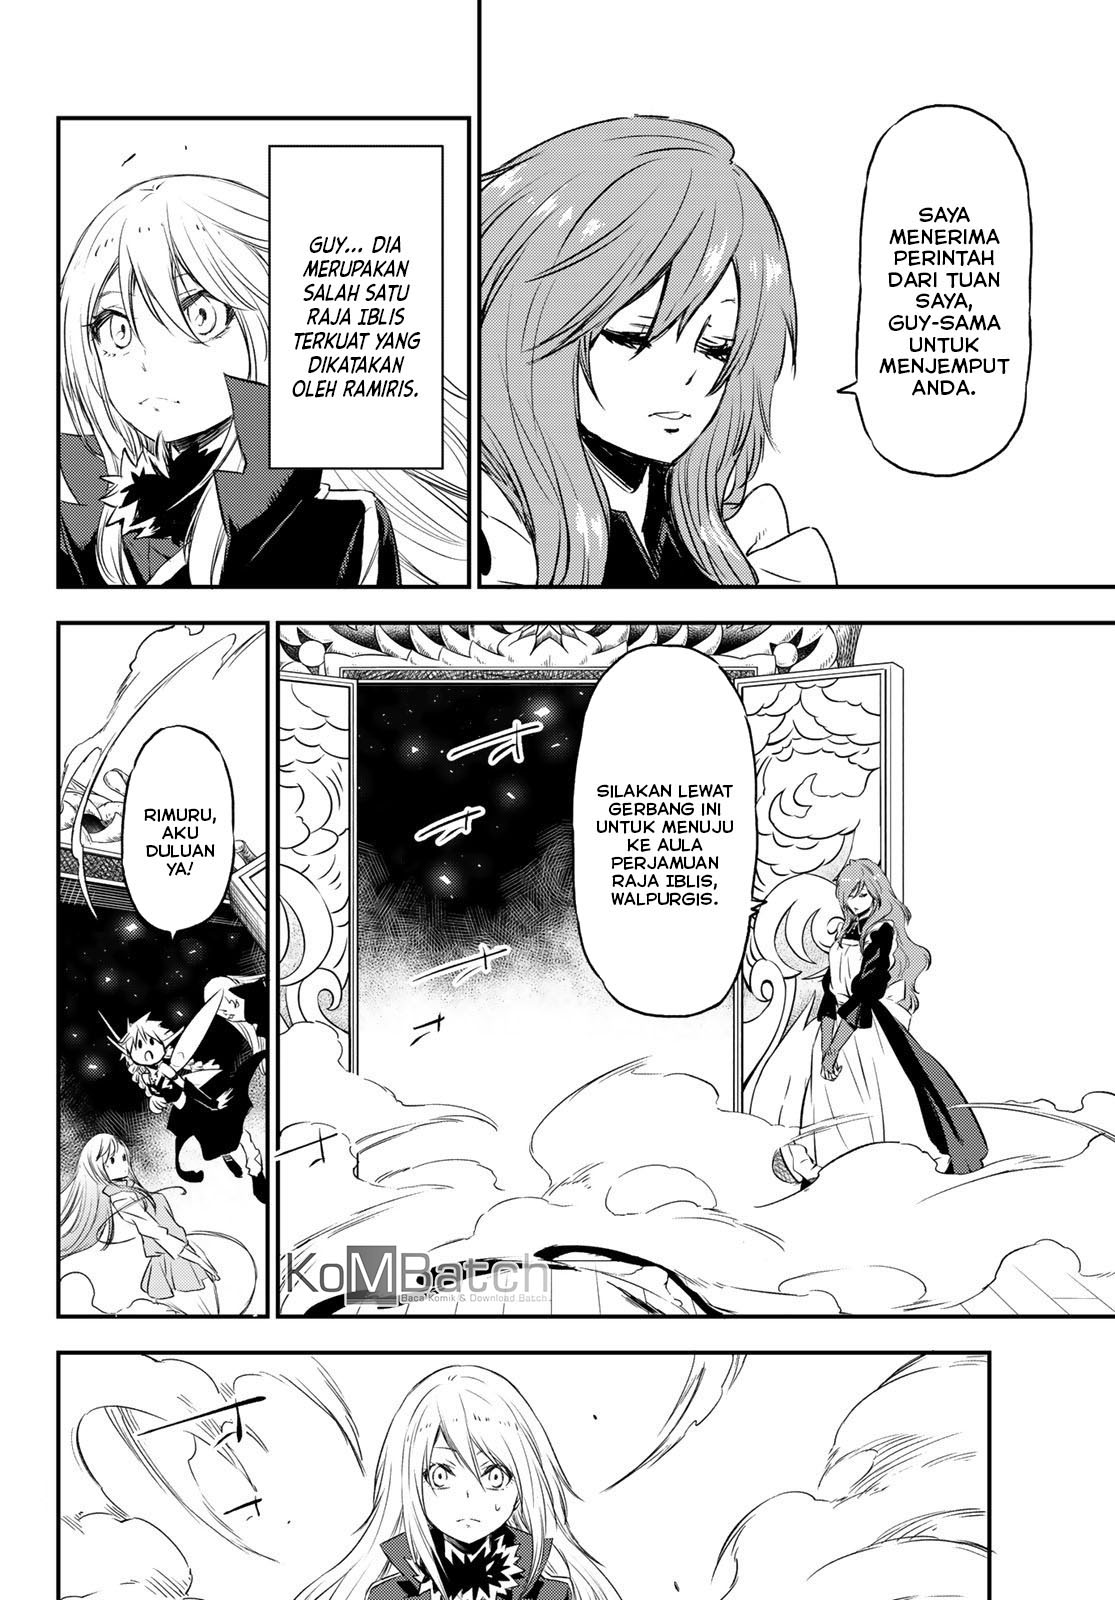 SAYA
MENERIMA
PERINTAH
DARI TUAN
SAYA,
GUY-SAMA
UNTUK
MENJEMPUT
ANDA.
GUY... DIA
MERUPAKAN
SALAH SATU
RAJA IBLIS
TERKUAT YANG
DIKATAKAN
OLEH RAMIRIS.
SILAKAN LEWAT
GERBANG INI
UNTUK MENUJU
KE AULA
PERJAMUAN
RAJA IBLIS,
WALPURGIS.
RIMURU,
AKU
DULUAN
YA!
KoMBatch
Baca Komik & Download Batch